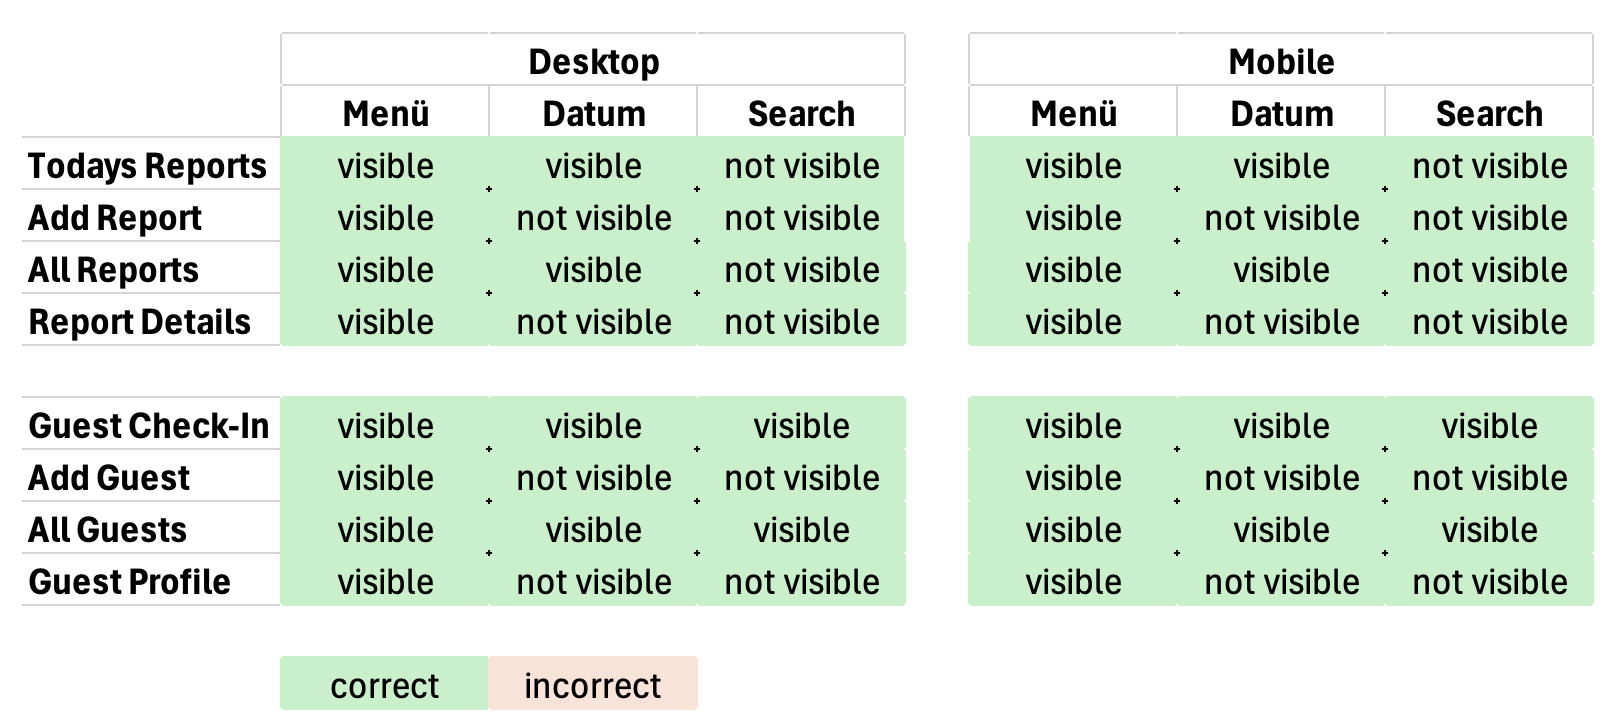 Desktop Mobile
Menü Datum Search Menü Datum Search
Todays Reports visible visible not visible visible visible not visible
Add Report visible not visible not visible visible not visible not visible
All Reports visible visible not visible visible visible not visible
Report Details visible not visible not visible visible not visible not visible
Guest Check-In visible visible visible visible visible visible
Add Guest visible not visible not visible visible not visible not visible
All Guests visible visible visible visible visible visible
Guest Profile visible not visible not visible visible not visible not visible
correct incorrect